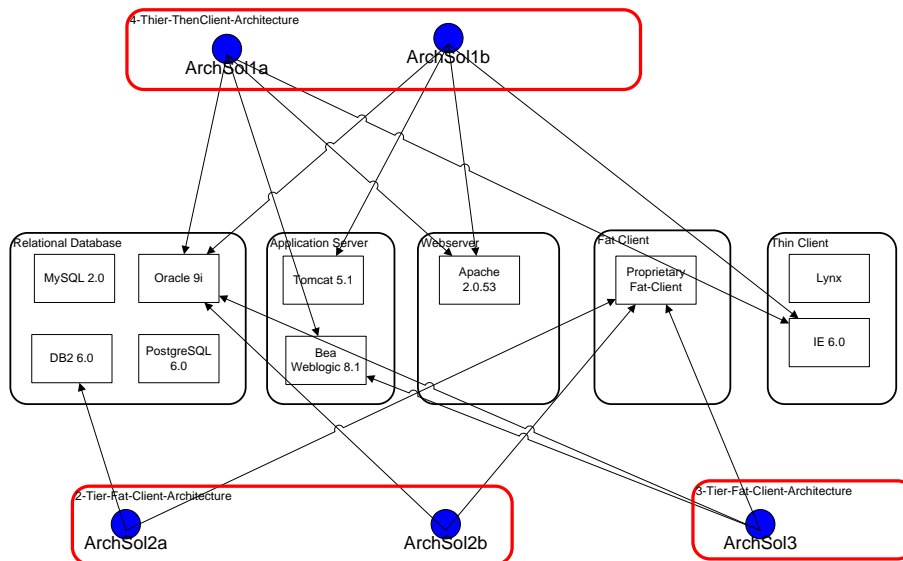 4-Thier-ThenClient-Architecture
ArchSol1a
ArchSol1b
Relational Database
MySQL 2.0
Oracle 9i
DB2 6.0
PostgreSQL
6.0
Application Server
Tomcat 5.1
Bea
Weblogic 8.1
Webserver
Apache
2.0.53
Fat Client
Proprietary
Fat-Client
Thin Client
Lynx
IE 6.0
2-Tier-Fat-Client-Architecture
ArchSol2a
ArchSol2b
3-Tier-Fat-Client-Architecture
ArchSol3